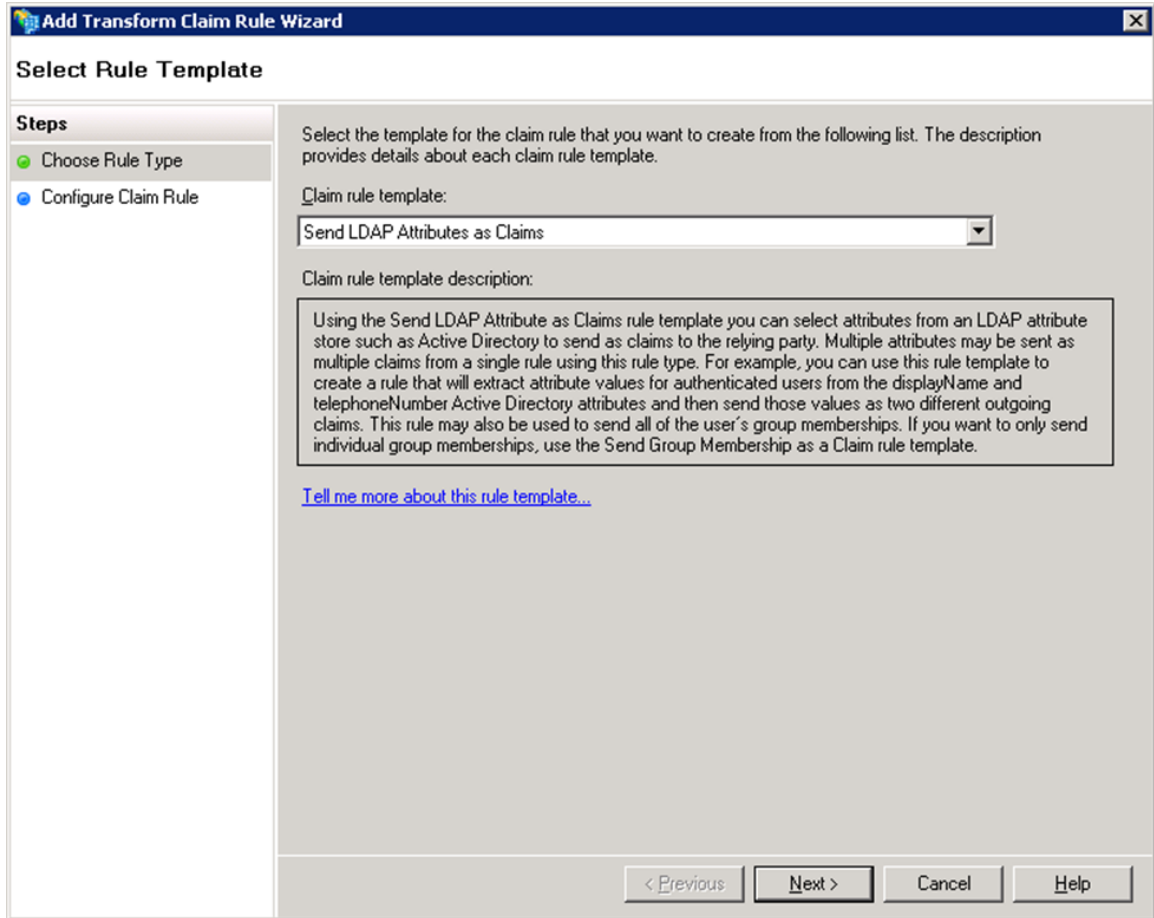 Add Transform Claim Rule Wizard
Select Rule Template
Steps
Choose Rule Type
Configure Claim Rule
Select the template for the claim rule that you want to create from the following list. The description
provides details about each claim rule template.
Claim rule template:
Send LDAP Attributes as Claims
Claim rule template description:
Using the Send LDAP Attribute as Claims rule template you can select attributes from an LDAP attribute
store such as Active Directory to send as claims to the relying party. Multiple attributes may be sent as
multiple claims from a single rule using this rule type. For example, you can use this rule template to
create a rule that will extract attribute values for authenticated users from the displayName and
telephoneNumber Active Directory attributes and then send those values as two different outgoing
claims. This rule may also be used to send all of the user's group memberships. If you want to only send
individual group memberships, use the Send Group Membership as a Claim rule template.
Tell me more about this rule template...
< Previous
Next >
Cancel
Help